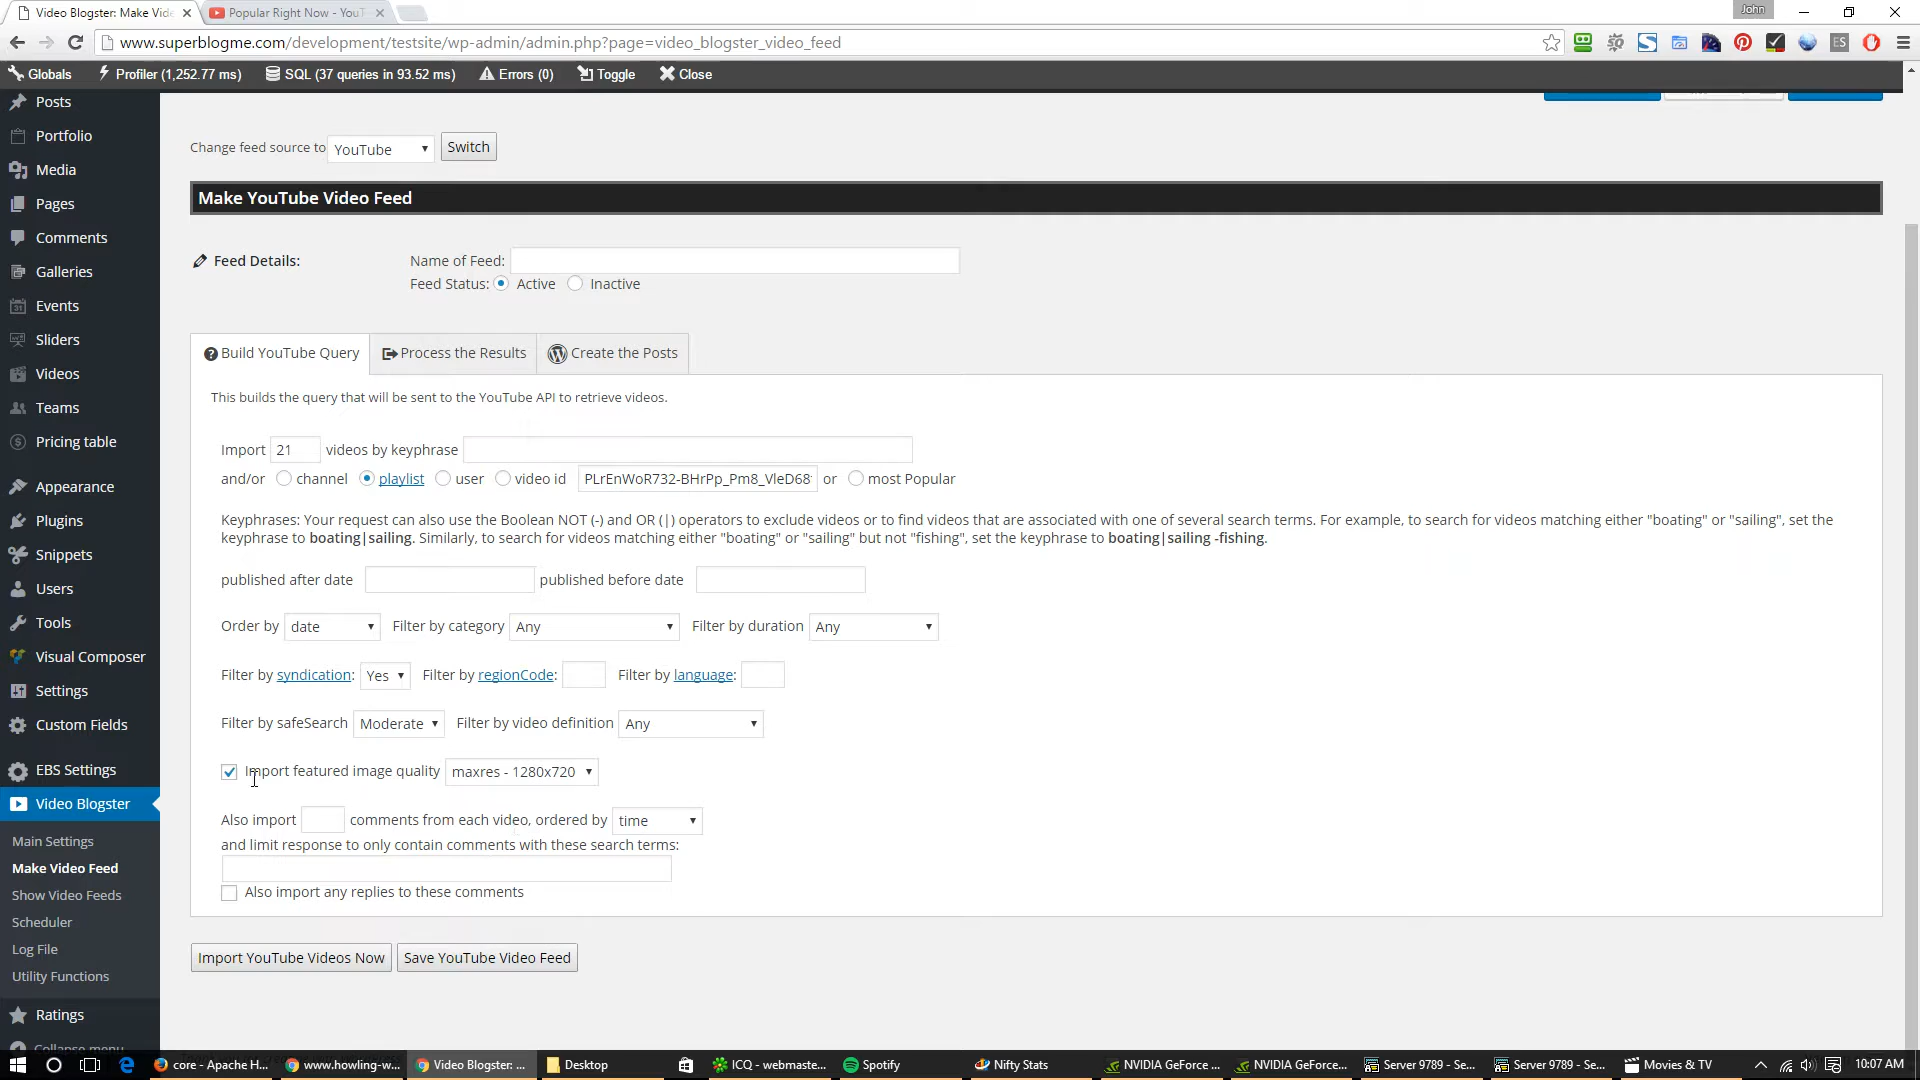 Video Blogster: Make Vide
Popular Right Now - YouT
John
www.superblogme.com/development/testsite/wp-admin/admin.php?page=video_blogster_video_feed
Globals
Profiler (1,252.77 ms)
SQL (37 queries in 93.52 ms)
Errors (0)
Toggle
Close
Posts
Portfolio
Media
Pages
Comments
Galleries
Events
Sliders
Videos
Teams
Pricing table
Appearance
Plugins
Snippets
Users
Tools
Visual Composer
Settings
Custom Fields
EBS Settings
Video Blogster
Main Settings
Make Video Feed
Show Video Feeds
Scheduler
Log File
Utility Functions
Ratings
Collapse menu
Change feed source to YouTube Switch
Make YouTube Video Feed
Feed Details:
Name of Feed:
Feed Status: Active Inactive
Build YouTube Query
Process the Results
Create the Posts
This builds the query that will be sent to the YouTube API to retrieve videos.
Import 21 videos by keyphrase
and/or channel playlist user video id PLrEnWoR732-BHrPp_Pm8_VleD68 or most Popular
Keyphrases: Your request can also use the Boolean NOT (-) and OR (|) operators to exclude videos or to find videos that are associated with one of several search terms. For example, to search for videos matching either "boating" or "sailing", set the
keyphrase to boating|sailing. Similarly, to search for videos matching either "boating" or "sailing" but not "fishing", set the keyphrase to boating|sailing -fishing.
published after date published before date
Order by date Filter by category Any Filter by duration Any
Filter by syndication: Yes Filter by regionCode: Filter by language:
Filter by safeSearch Moderate Filter by video definition Any
Import featured image quality maxres - 1280x720
Also import comments from each video, ordered by time
and limit response to only contain comments with these search terms:
Also import any replies to these comments
Import YouTube Videos Now
Save YouTube Video Feed
core - Apache H...
www.howling-w...
Video Blogster: ...
Desktop
ICQ - webmaste...
Spotify
Nifty Stats
NVIDIA GeForce ...
NVIDIA GeForce...
Server 9789 - Se...
Server 9789 - Se...
Movies & TV
10:07 AM